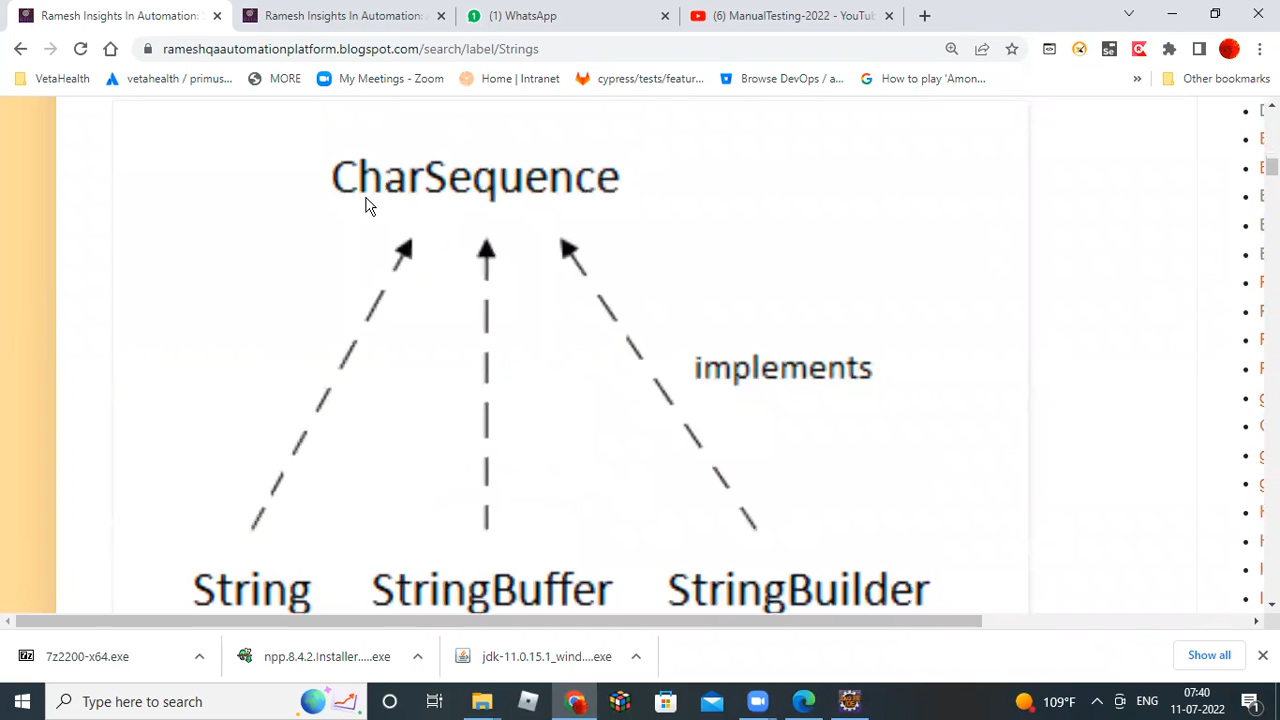 Ramesh Insights In Automation:
Ramesh Insights In Automation:
(1) WhatsApp
(6) ManualTesting-2022 - YouTu
rameshqaautomationplatform.blogspot.com/search/label/Strings
VetaHealth
vetahealth / primus...
MORE
My Meetings - Zoom
Home | Intranet
cypress/tests/featur...
Browse DevOps / a...
How to play 'Amon...
»
Other bookmarks
CharSequence
implements
String StringBuffer StringBuilder
7z2200-x64.exe
npp.8.4.2.Installer.....exe
jdk-11.0.15.1_wind....exe
Show all
Type here to search
109°F
ENG
07:40
11-07-2022